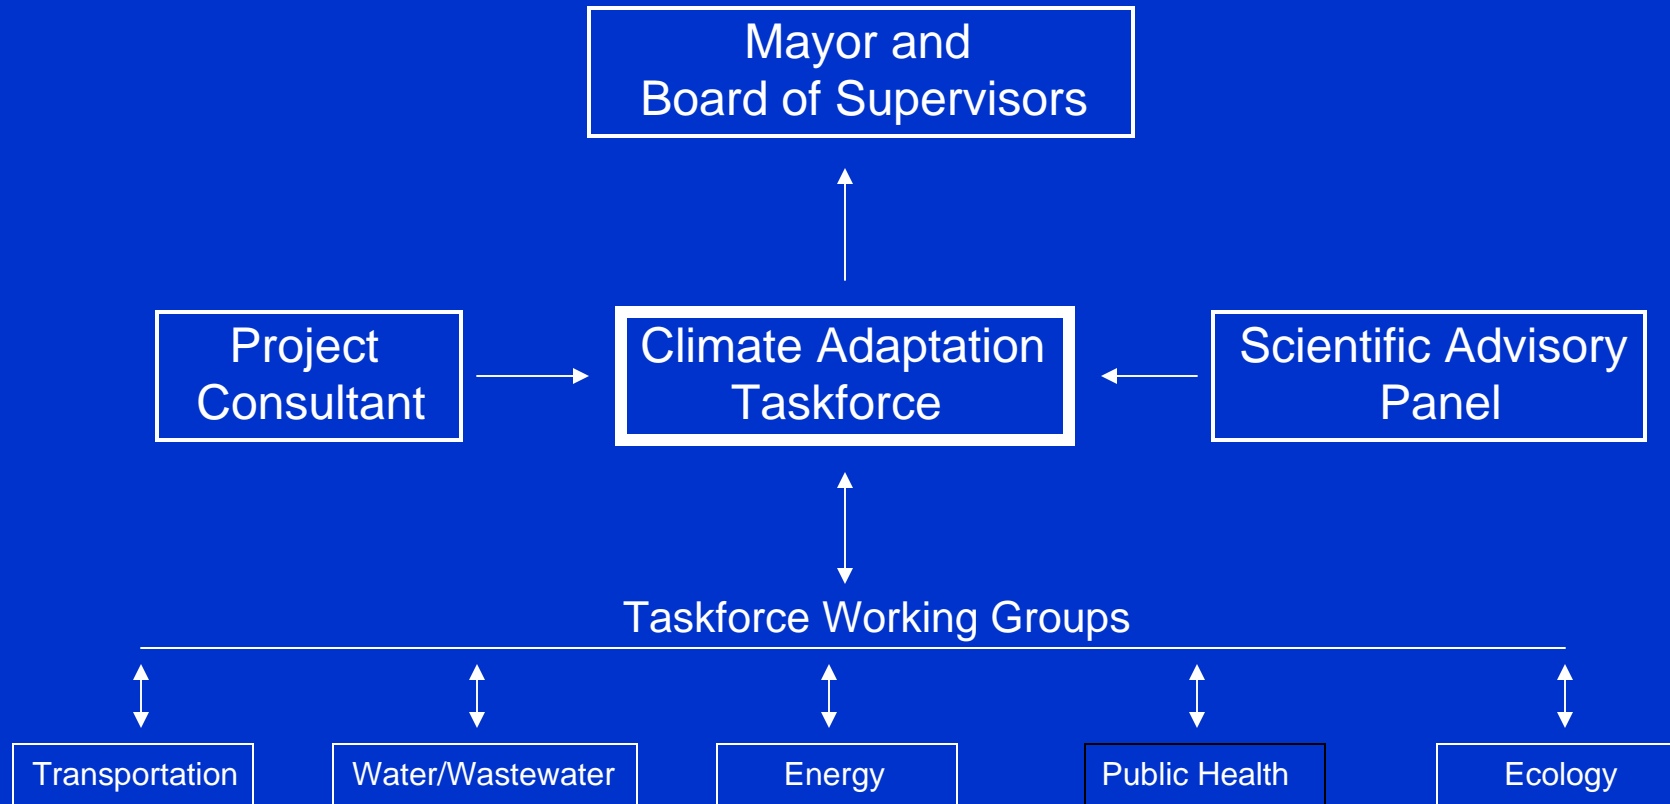 Mayor and
Board of Supervisors
Project
Consultant
Climate Adaptation
Taskforce
Scientific Advisory
Panel
Taskforce Working Groups
Transportation
Water/Wastewater
Energy
Public Health
Ecology